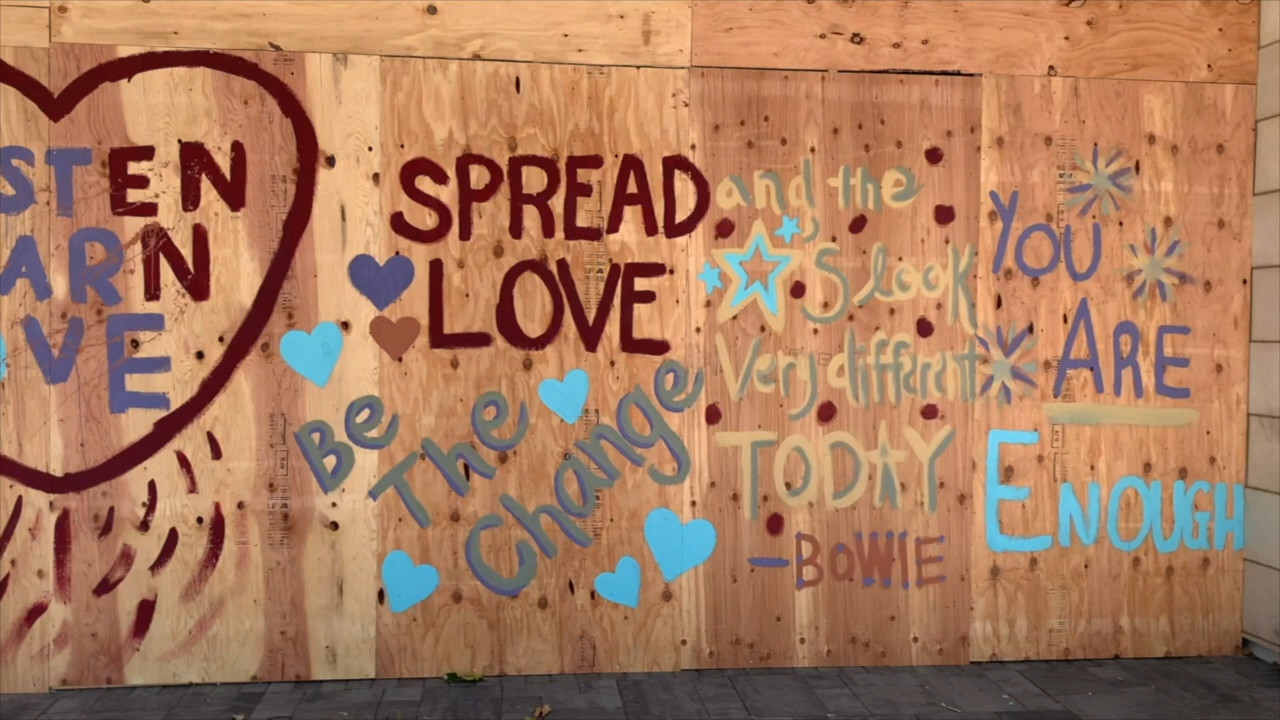 STEN
ARN
VE
SPREAD
LOVE
Be
The
Change
and the
'S look
Very different
TODAY
-BOWIE
YOU
ARE
ENOUGH